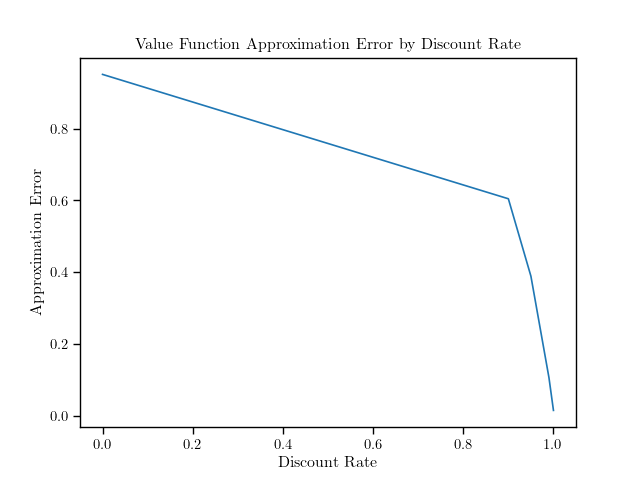 Value Function Approximation Error by Discount Rate
Approximation Error
0.8
0.6
0.4
0.2
0.0
0.0 0.2 0.4 0.6 0.8 1.0
Discount Rate